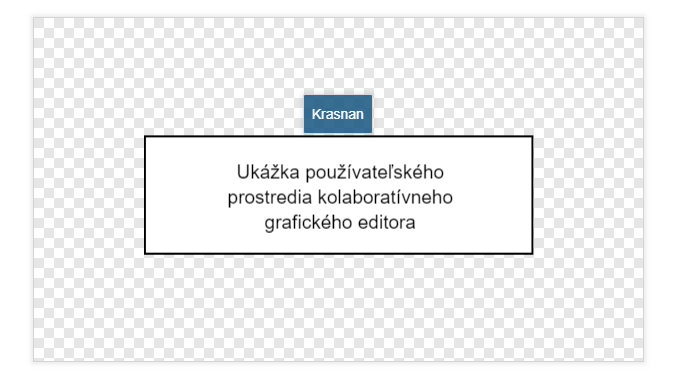 Krasnan
Ukážka používateľského
prostredia kolaboratívneho
grafického editora